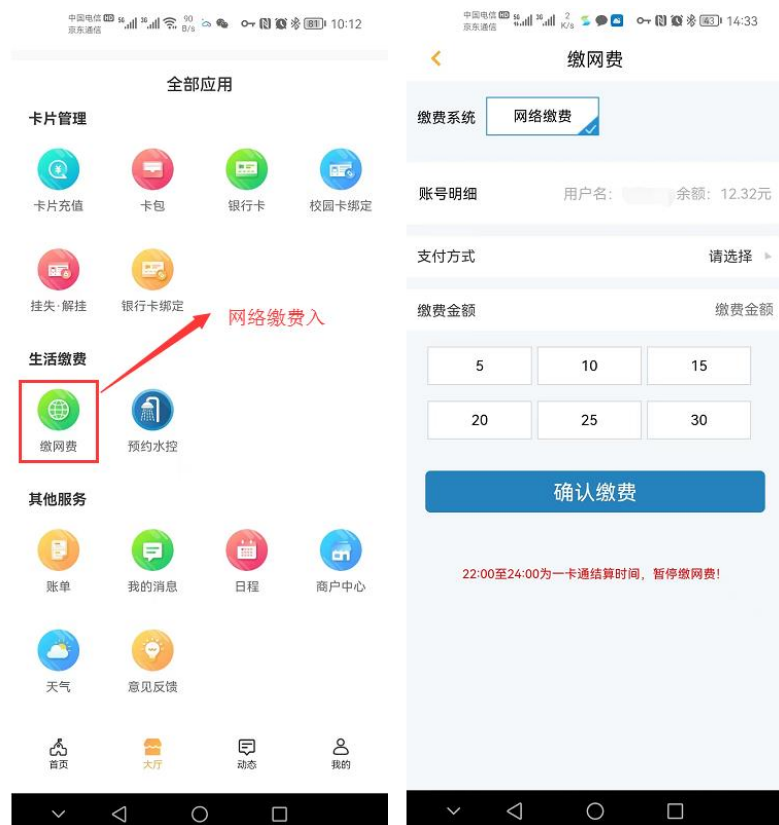 中国电信 HD 5G 5G 90 B/s 81 10:12
京东通信
全部应用
卡片管理
卡片充值 卡包 银行卡 校园卡绑定
挂失·解挂 银行卡绑定
网络缴费入
生活缴费
缴网费 预约水控
其他服务
账单 我的消息 日程 商户中心
天气 意见反馈
首页 大厅 动态 我的
中国电信 HD 5G 5G 2 K/s 43 14:33
京东通信
缴网费
缴费系统 网络缴费
账号明细 用户名： 余额：12.32元
支付方式 请选择
缴费金额 缴费金额
5 10 15
20 25 30
确认缴费
22:00至24:00为一卡通结算时间，暂停缴网费!